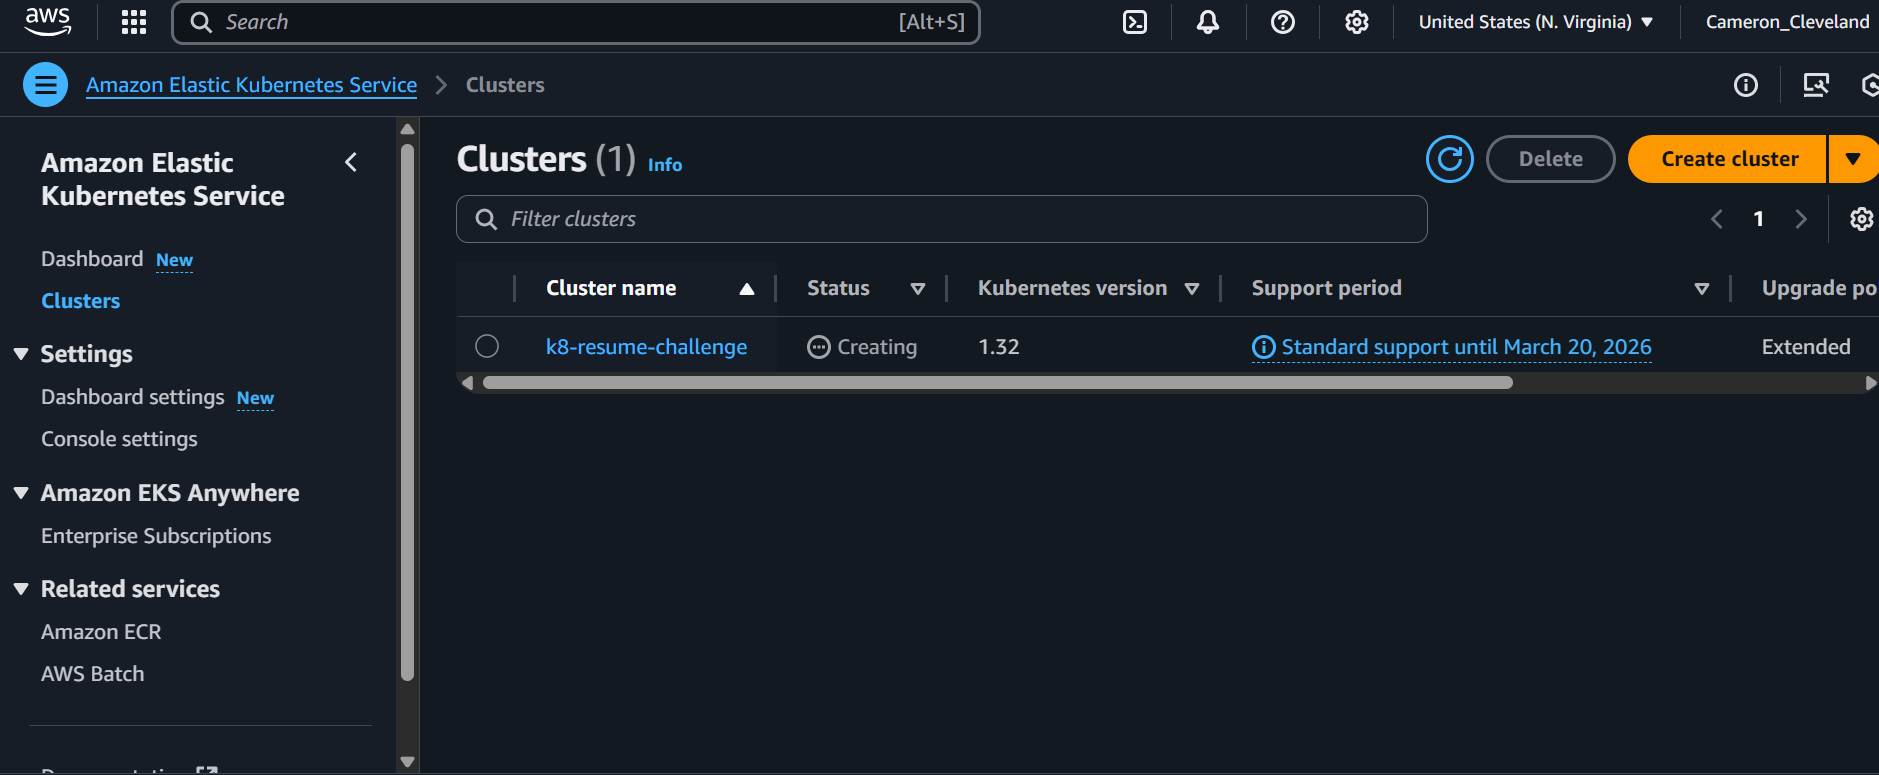 aws
Search [Alt+S]
United States (N. Virginia)
Cameron_Cleveland
Amazon Elastic Kubernetes Service
Clusters
Amazon Elastic
Kubernetes Service
Dashboard New
Clusters
Settings
Dashboard settings New
Console settings
Amazon EKS Anywhere
Enterprise Subscriptions
Related services
Amazon ECR
AWS Batch
Clusters (1) Info
Delete
Create cluster
Filter clusters
1
Cluster name Status Kubernetes version Support period Upgrade po
k8-resume-challenge Creating 1.32 Standard support until March 20, 2026 Extended